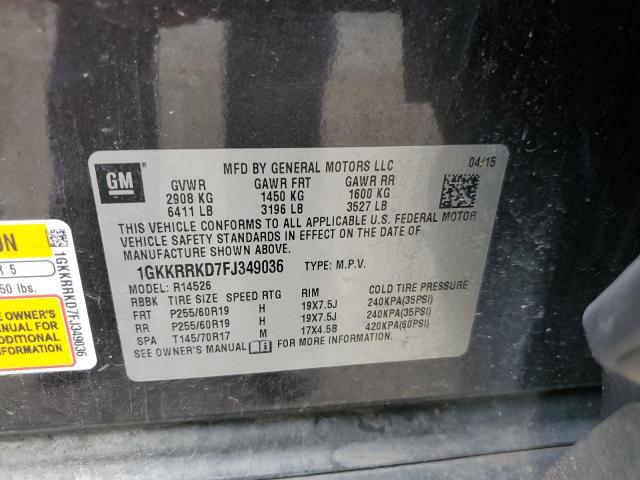 GM
MFD BY GENERAL MOTORS LLC 04/15
GVWR GAWR FRT GAWR RR
2908 KG 1450 KG 1600 KG
6411 LB 3196 LB 3527 LB
THIS VEHICLE CONFORMS TO ALL APPLICABLE U.S. FEDERAL MOTOR
VEHICLE SAFETY STANDARDS IN EFFECT ON THE DATE OF
MANUFACTURE SHOWN ABOVE.
1GKKRRKD7FJ349036 TYPE: M.P.V.
MODEL: R14526
RBBK TIRE SIZE SPEED RTG RIM COLD TIRE PRESSURE
FRT P255/60R19 H 19X7.5J 240KPA(35PSI)
RR P255/60R19 H 19X7.5J 240KPA(35PSI)
SPA T145/70R17 M 17X4.5B 420KPA(60PSI)
SEE OWNER'S MANUAL FOR MORE INFORMATION
ON
R 5
50 lbs.
1GKKRRKD7FJ349036
SEE OWNER'S
MANUAL FOR
ADDITIONAL
INFORMATION